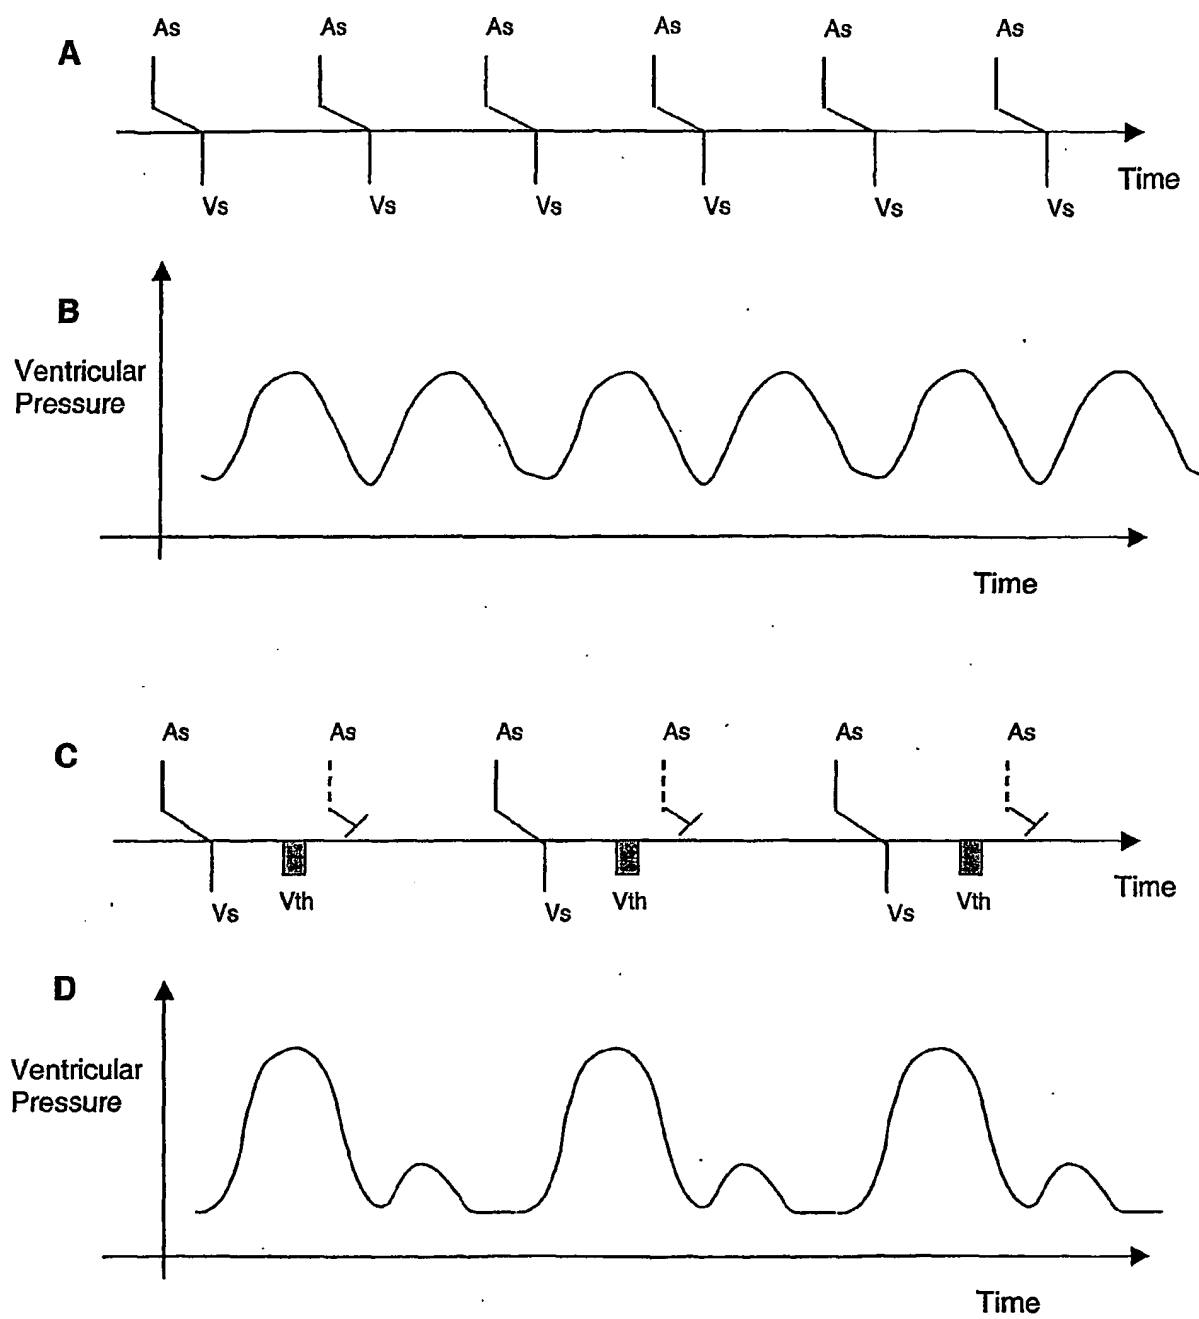 As As As As As As
A
Time
Vs Vs Vs Vs Vs Vs
B
Ventricular
Pressure
Time
As As As As As As
C
Time
Vs Vth Vs Vth Vs Vth
D
Ventricular
Pressure
Time